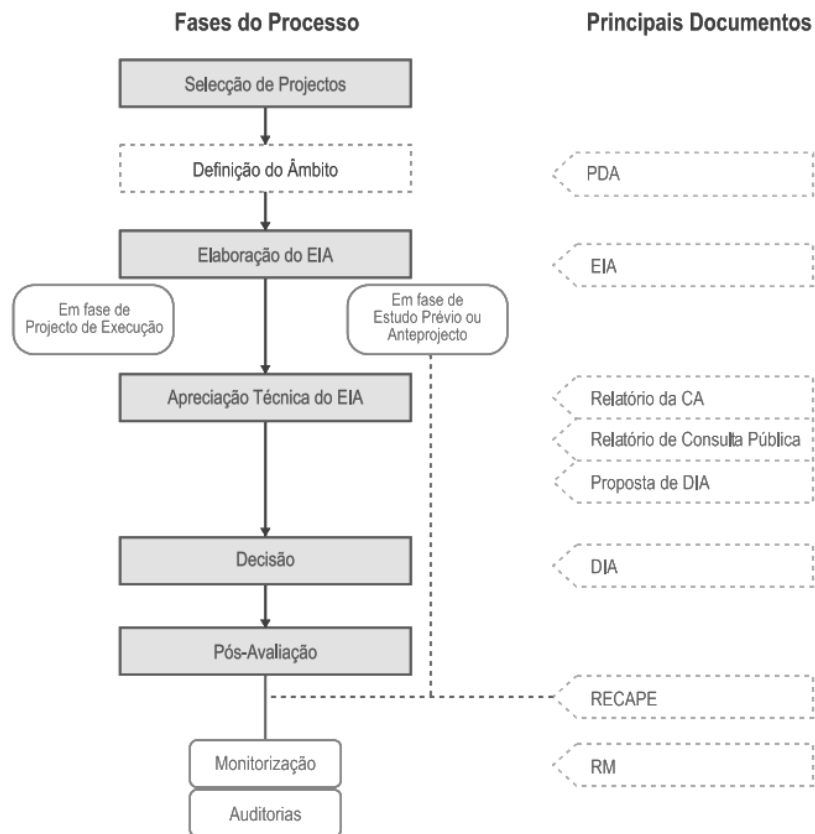 Fases do Processo
Principais Documentos
Selecção de Projectos
Definição do Âmbito
PDA
Elaboração do EIA
EIA
Em fase de
Projecto de Execução
Em fase de
Estudo Prévio ou
Anteprojecto
Apreciação Técnica do EIA
Relatório da CA
Relatório de Consulta Pública
Proposta de DIA
Decisão
DIA
Pós-Avaliação
RECAPE
Monitorização
RM
Auditorias